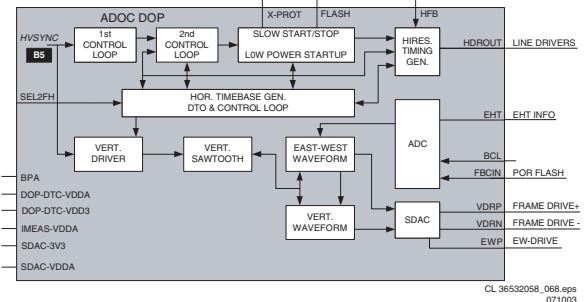 X-PROT
FLASH
HFB
ADOC DOP
HVSYNC
B5
1st
CONTROL
LOOP
2nd
CONTROL
LOOP
SLOW START/STOP
L0W POWER STARTUP
HIRES.
TIMING
GEN.
HDROUT
LINE DRIVERS
SEL2FH
HOR. TIMEBASE GEN.
DTO & CONTROL LOOP
EHT
EHT INFO
VERT.
DRIVER
VERT.
SAWTOOTH
EAST-WEST
WAVEFORM
ADC
BCL
FBCIN
POR FLASH
BPA
DOP-DTC-VDDA
DOP-DTC-VDD3
IMEAS-VDDA
SDAC-3V3
SDAC-VDDA
VERT.
WAVEFORM
SDAC
VDRP
FRAME DRIVE+
VDRN
FRAME DRIVE -
EWP
EW-DRIVE
CL 36532058_068.eps
071003